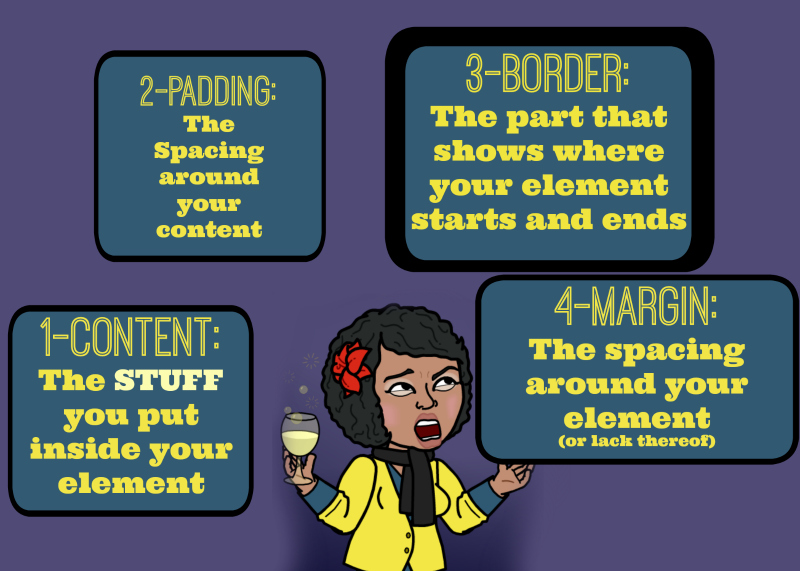 2-PADDING:
The
Spacing
around
your
content
3-BORDER:
The part that
shows where
your element
starts and ends
1-CONTENT:
The STUFF
you put
inside your
element
4-MARGIN:
The spacing
around your
element
(or lack thereof)